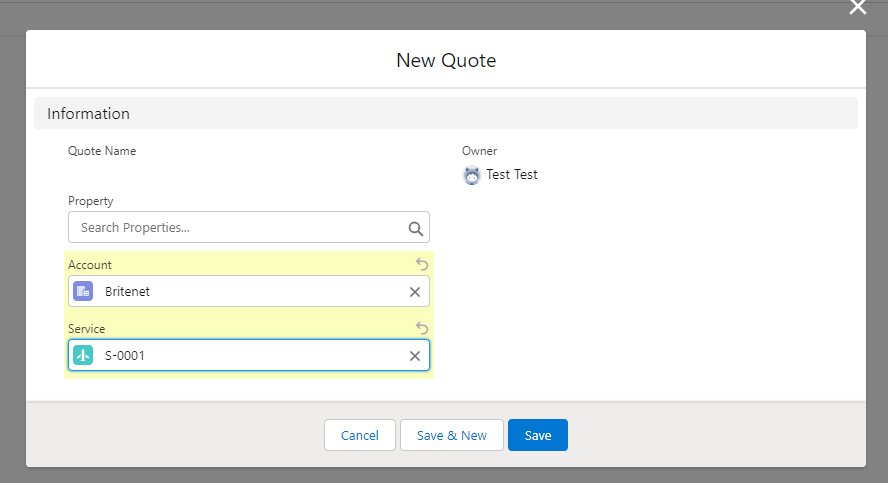 New Quote
Information
Quote Name
Owner
Test Test
Property
Search Properties...
Account
Britenet
Service
S-0001
Cancel
Save & New
Save